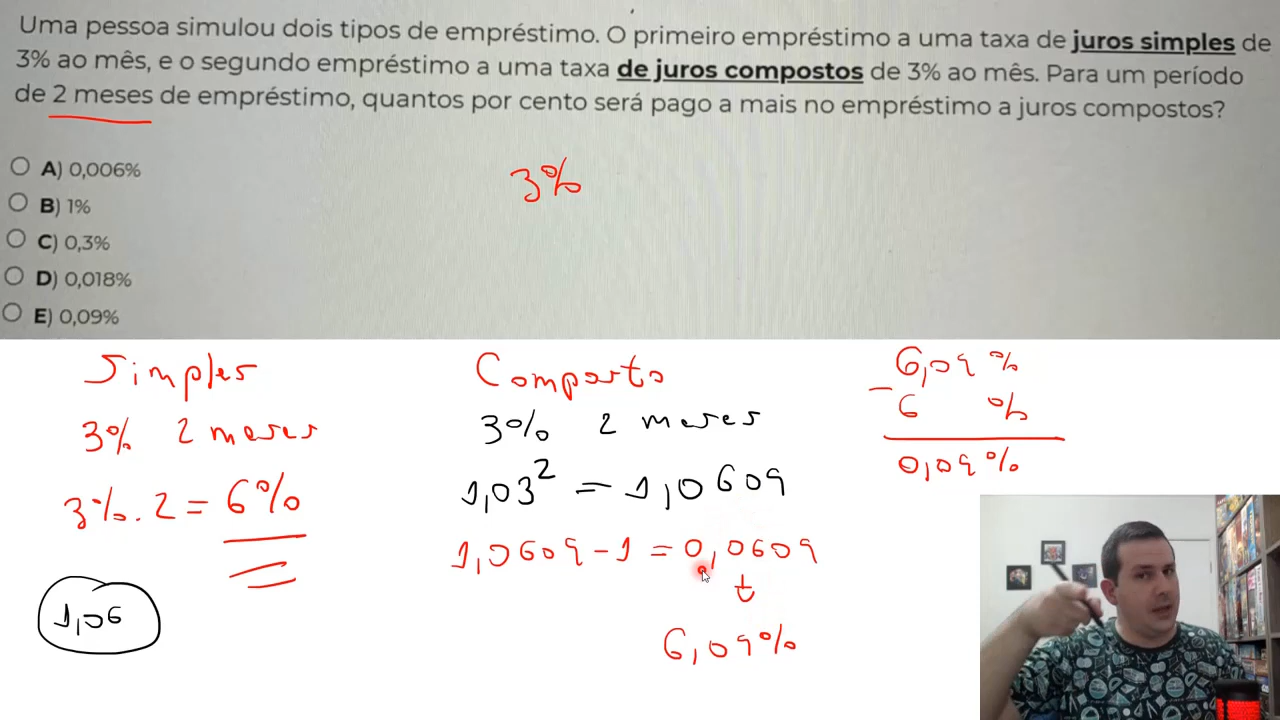 Uma pessoa simulou dois tipos de empréstimo. O primeiro empréstimo a uma taxa de juros simples de
3% ao mês, e o segundo empréstimo a uma taxa de juros compostos de 3% ao mês. Para um período
de 2 meses de empréstimo, quantos por cento será pago a mais no empréstimo a juros compostos?
3%
A) 0,006%
B) 1%
C) 0,3%
D) 0,018%
E) 0,09%
Simples
3% 2 meses
3%. 2 = 6%
1,06
Composto
3% 2 meses
1,03² = 1,0609
1,0609 - 1 = 0,0609
6,09%
6,09 %
- 6 %
0,09%